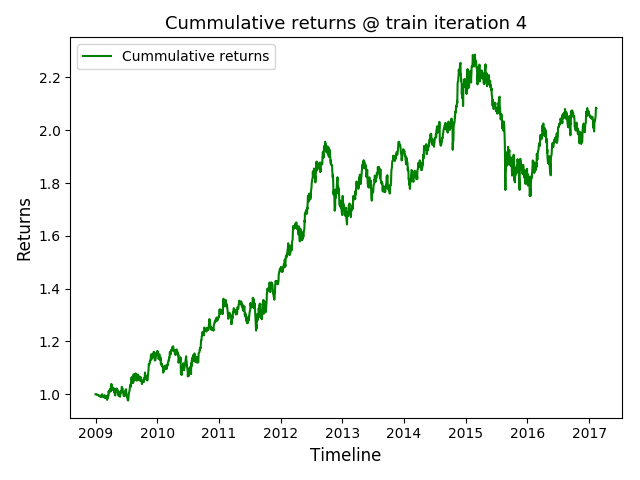 Cummulative returns @ train iteration 4
Cummulative returns
Returns
2.2
2.0
1.8
1.6
1.4
1.2
1.0
2009 2010 2011 2012 2013 2014 2015 2016 2017
Timeline